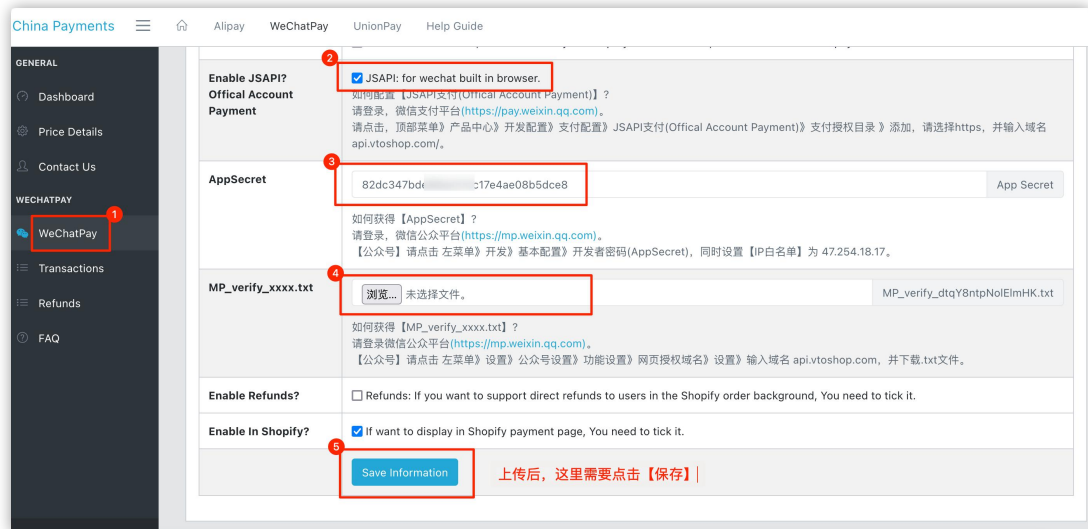 China Payments Alipay WeChatPay UnionPay Help Guide
GENERAL
Dashboard
Price Details
Contact Us
WECHATPAY
1
WeChatPay
Transactions
Refunds
FAQ
2
Enable JSAPI?
Offical Account
Payment
JSAPI: for wechat built in browser.
如何配置【JSAPI支付(Offical Account Payment)】?
请登录，微信支付平台(https://pay.weixin.qq.com)。
请点击，顶部菜单》产品中心》开发配置》支付配置》JSAPI支付(Offical Account Payment)》支付授权目录 》添加，请选择https，并输入域名
api.vtoshop.com/。
3
AppSecret
82dc347bde c17e4ae08b5dce8 App Secret
如何获得【AppSecret】?
请登录，微信公众平台(https://mp.weixin.qq.com)。
【公众号】请点击 左菜单》开发》基本配置》开发者密码(AppSecret)，同时设置【IP白名单】为 47.254.18.17。
4
MP_verify_xxxx.txt
浏览... 未选择文件。 MP_verify_dtqY8ntpNolElmHK.txt
如何获得【MP_verify_xxxx.txt】?
请登录微信公众平台(https://mp.weixin.qq.com)。
【公众号】请点击 左菜单》设置》公众号设置》功能设置》网页授权域名》设置》输入域名 api.vtoshop.com，并下载.txt文件。
Enable Refunds? Refunds: If you want to support direct refunds to users in the Shopify order background, You need to tick it.
Enable In Shopify? If want to display in Shopify payment page, You need to tick it.
5
Save Information 上传后，这里需要点击【保存】